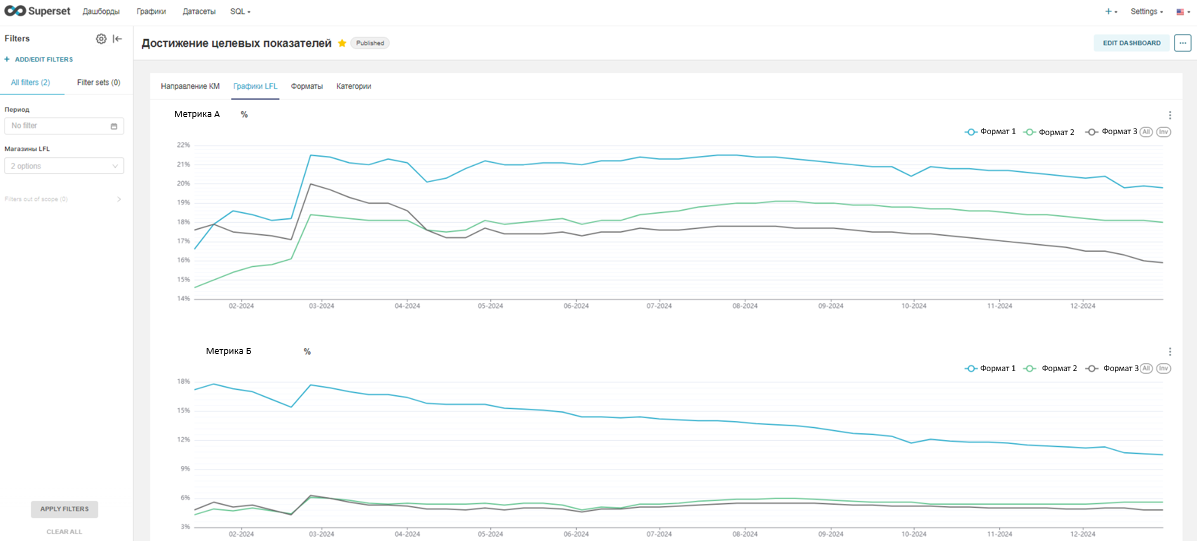 Superset Дашборды Графики Датасеты SQL Settings
Filters
ADD/EDIT FILTERS
All filters (2) Filter sets (0)
Период
No filter
Магазины LFL
2 options
Filters out of scope (0)
APPLY FILTERS
CLEAR ALL
Достижение целевых показателей Published EDIT DASHBOARD
Направление КМ Графики LFL Форматы Категории
Метрика А %
Формат 1 Формат 2 Формат 3 All Inv
22%
21%
20%
19%
18%
17%
16%
15%
14%
02-2024 03-2024 04-2024 05-2024 06-2024 07-2024 08-2024 09-2024 10-2024 11-2024 12-2024
Метрика Б %
Формат 1 Формат 2 Формат 3 All Inv
18%
15%
12%
9%
6%
3%
02-2024 03-2024 04-2024 05-2024 06-2024 07-2024 08-2024 09-2024 10-2024 11-2024 12-2024